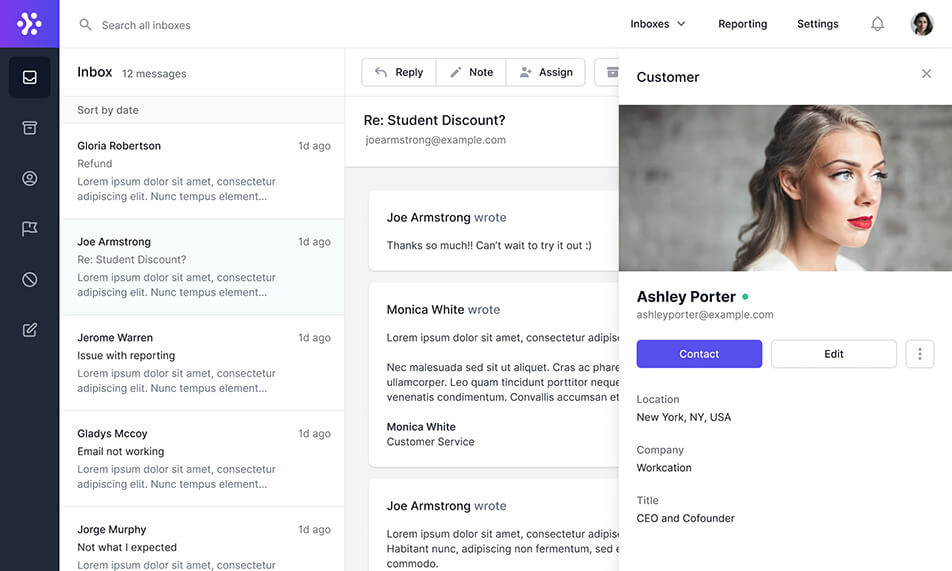 Search all inboxes
Inboxes
Reporting
Settings
Inbox 12 messages
Sort by date
Gloria Robertson 1d ago
Refund
Lorem ipsum dolor sit amet, consectetur
adipiscing elit. Nunc tempus element...
Joe Armstrong 1d ago
Re: Student Discount?
Lorem ipsum dolor sit amet, consectetur
adipiscing elit. Nunc tempus element...
Jerome Warren 1d ago
Issue with reporting
Lorem ipsum dolor sit amet, consectetur
adipiscing elit. Nunc tempus element...
Gladys Mccoy 1d ago
Email not working
Lorem ipsum dolor sit amet, consectetur
adipiscing elit. Nunc tempus element...
Jorge Murphy 1d ago
Not what I expected
Lorem ipsum dolor sit amet, consectetur
Reply
Note
Assign
Re: Student Discount?
joearmstrong@example.com
Joe Armstrong wrote
Thanks so much!! Can't wait to try it out :)
Monica White wrote
Lorem ipsum dolor sit amet, consectetur adipis
Nec malesuada sed sit ut aliquet. Cras ac phare
ullamcorper. Leo quam tincidunt porttitor neque
venenatis condimentum. Convallis accumsan et
Monica White
Customer Service
Joe Armstrong wrote
Lorem ipsum dolor sit amet, consectetur adipis
Habitant nunc, adipiscing non fermentum, sed e
commodo.
Customer
Ashley Porter
ashleyporter@example.com
Contact
Edit
Location
New York, NY, USA
Company
Workcation
Title
CEO and Cofounder